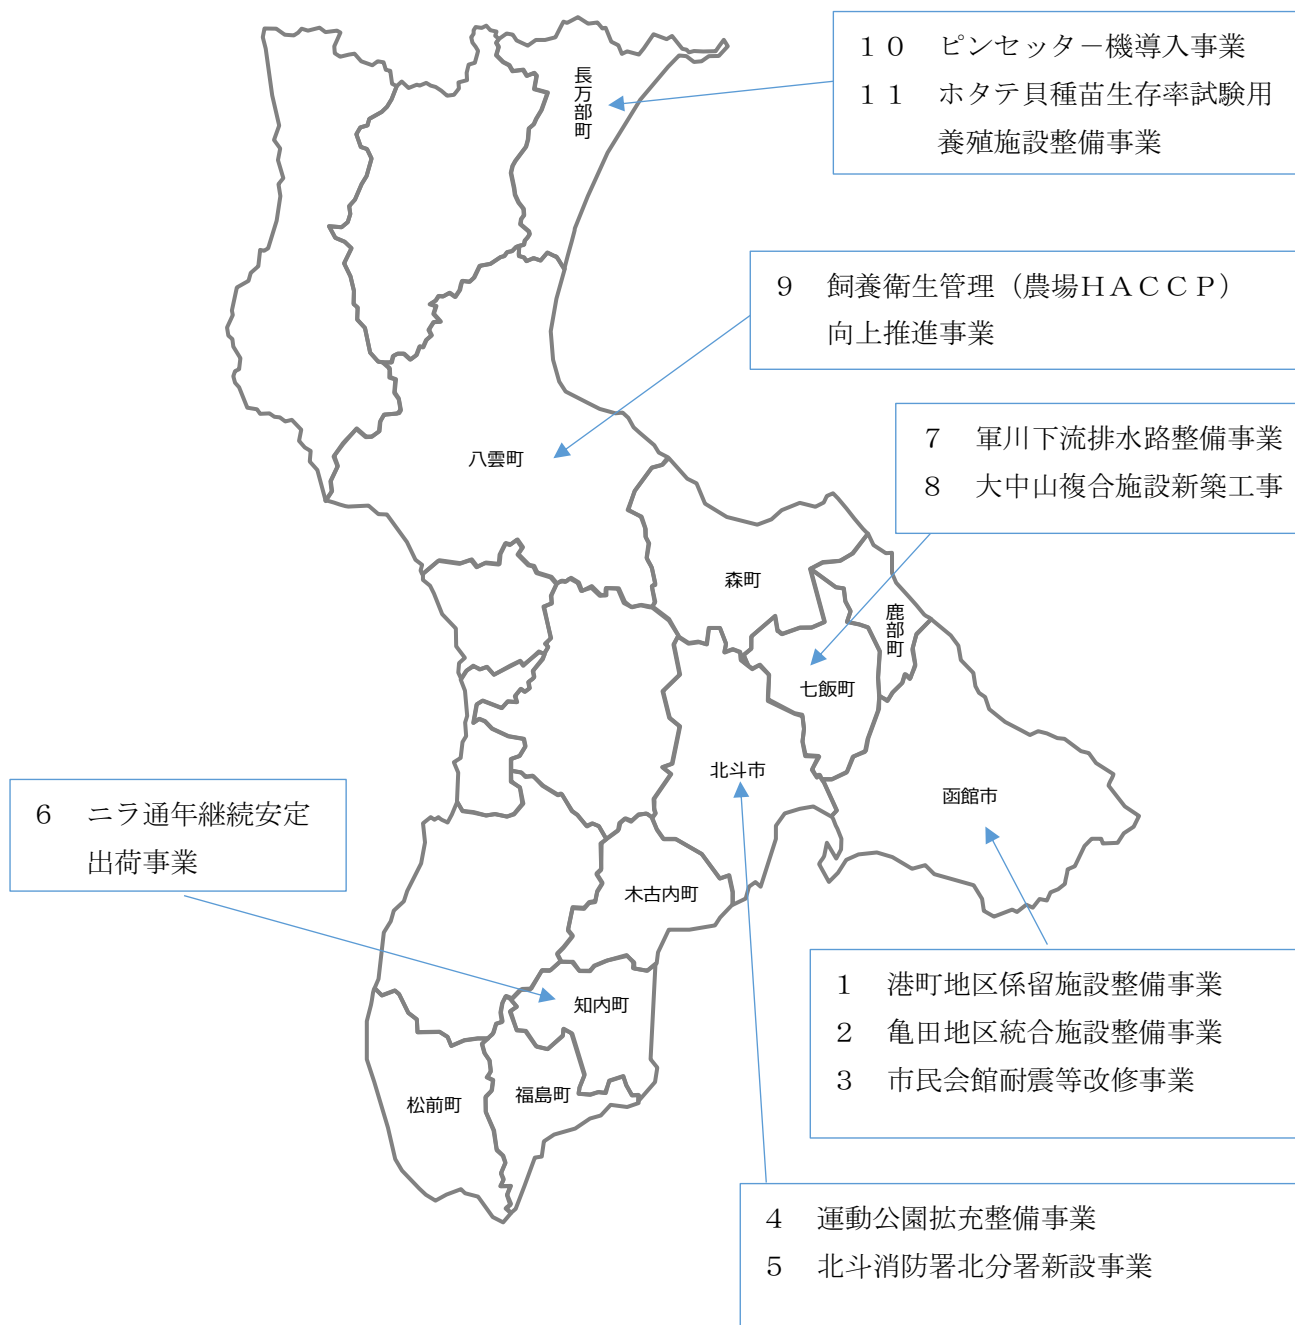 １０　ピンセッター機導入事業
１１　ホタテ貝種苗生存率試験用
養殖施設整備事業
長万部町
９　飼養衛生管理（農場ＨＡＣＣＰ）
向上推進事業
７　軍川下流排水路整備事業
８　大中山複合施設新築工事
八雲町
森町
鹿部町
七飯町
北斗市
函館市
６　ニラ通年継続安定
出荷事業
木古内町
知内町
福島町
松前町
１　港町地区係留施設整備事業
２　亀田地区統合施設整備事業
３　市民会館耐震等改修事業
４　運動公園拡充整備事業
５　北斗消防署北分署新設事業